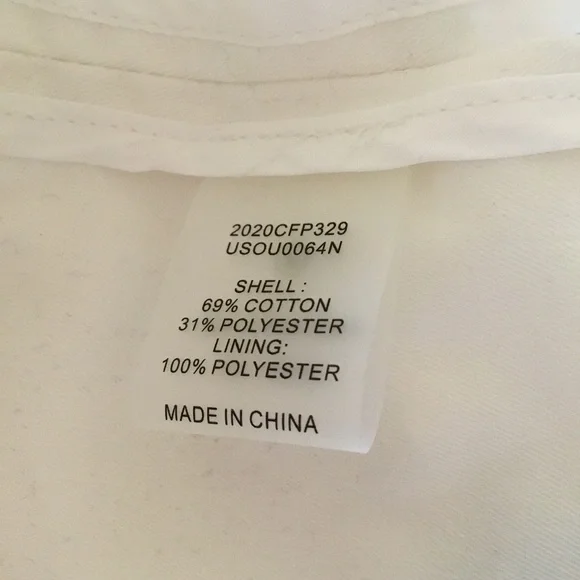 2020CFP329
USOU0064N
SHELL :
69% COTTON
31% POLYESTER
LINING:
100% POLYESTER
MADE IN CHINA